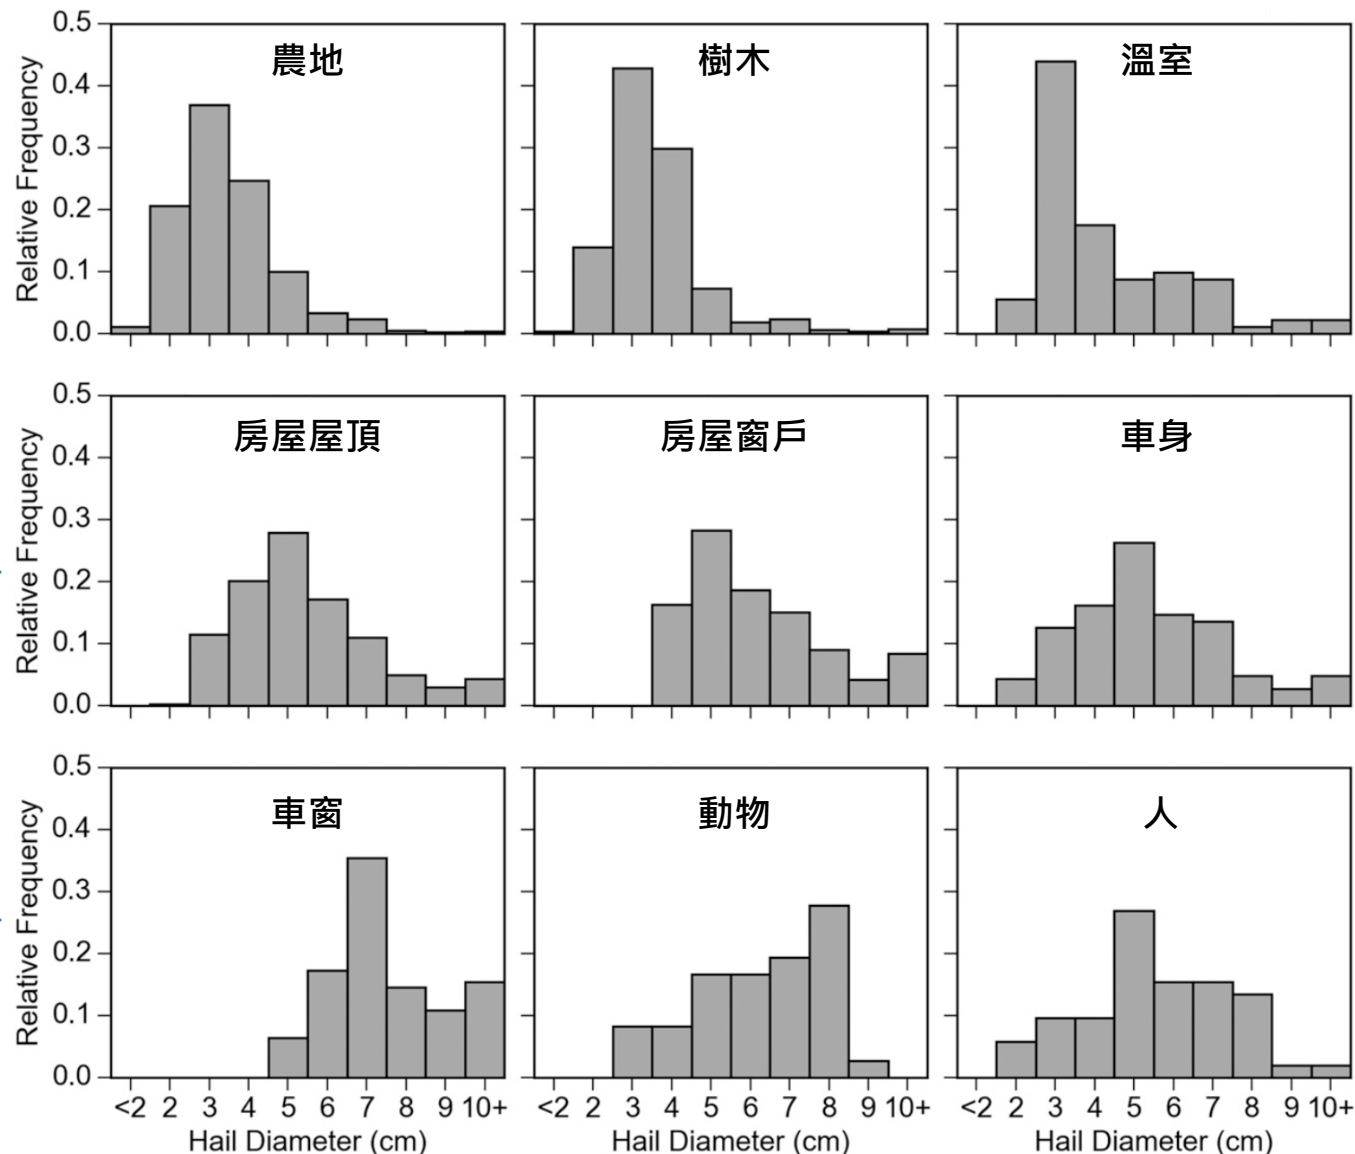 0.5
0.4
0.3
0.2
0.1
0.0
Relative Frequency
農地
樹木
溫室
0.5
0.4
0.3
0.2
0.1
0.0
Relative Frequency
房屋屋頂
房屋窗戶
車身
0.5
0.4
0.3
0.2
0.1
0.0
Relative Frequency
車窗
動物
人
<2 2 3 4 5 6 7 8 9 10+
<2 2 3 4 5 6 7 8 9 10+
<2 2 3 4 5 6 7 8 9 10+
Hail Diameter (cm)
Hail Diameter (cm)
Hail Diameter (cm)